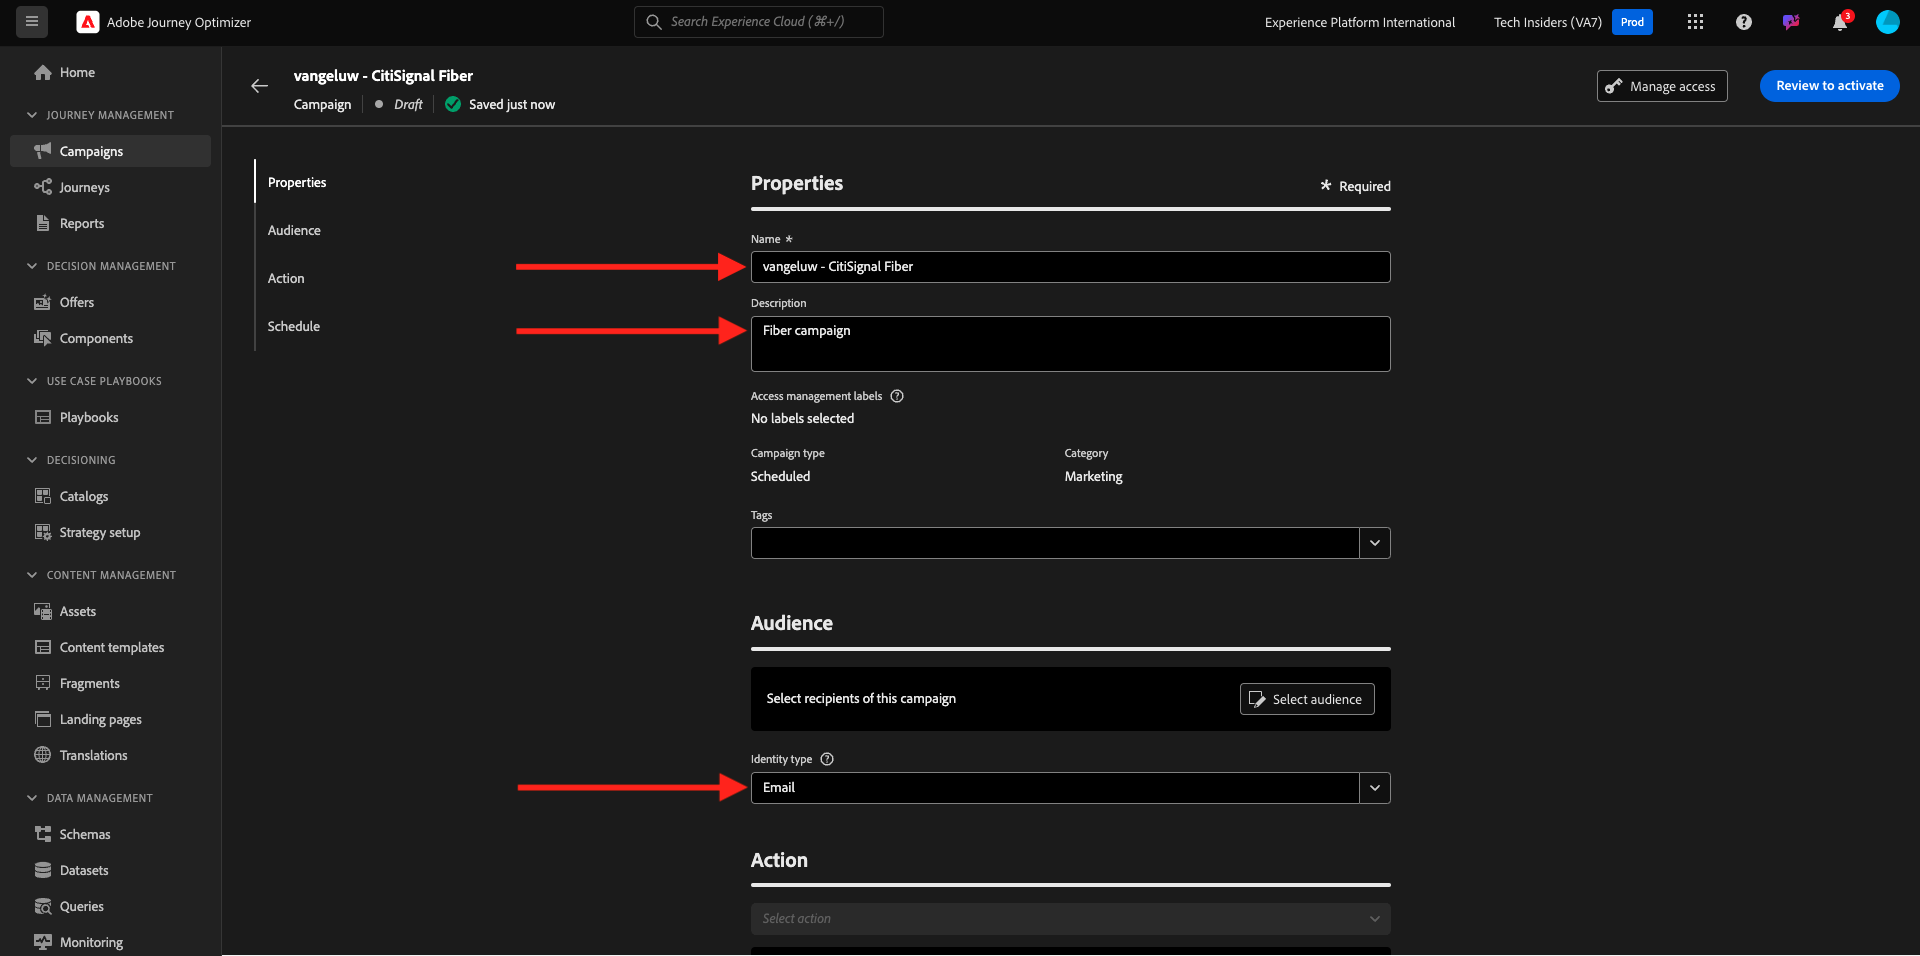 Adobe Journey Optimizer
Search Experience Cloud (⌘+/)
Experience Platform International
Tech Insiders (VA7)
Prod
3
Home
JOURNEY MANAGEMENT
Campaigns
Journeys
Reports
DECISION MANAGEMENT
Offers
Components
USE CASE PLAYBOOKS
Playbooks
DECISIONING
Catalogs
Strategy setup
CONTENT MANAGEMENT
Assets
Content templates
Fragments
Landing pages
Translations
DATA MANAGEMENT
Schemas
Datasets
Queries
Monitoring
vangeluw - CitiSignal Fiber
Campaign
Draft
Saved just now
Manage access
Review to activate
Properties
Audience
Action
Schedule
Properties
* Required
Name *
vangeluw - CitiSignal Fiber
Description
Fiber campaign
Access management labels
No labels selected
Campaign type
Category
Scheduled
Marketing
Tags
Audience
Select recipients of this campaign
Select audience
Identity type
Email
Action
Select action